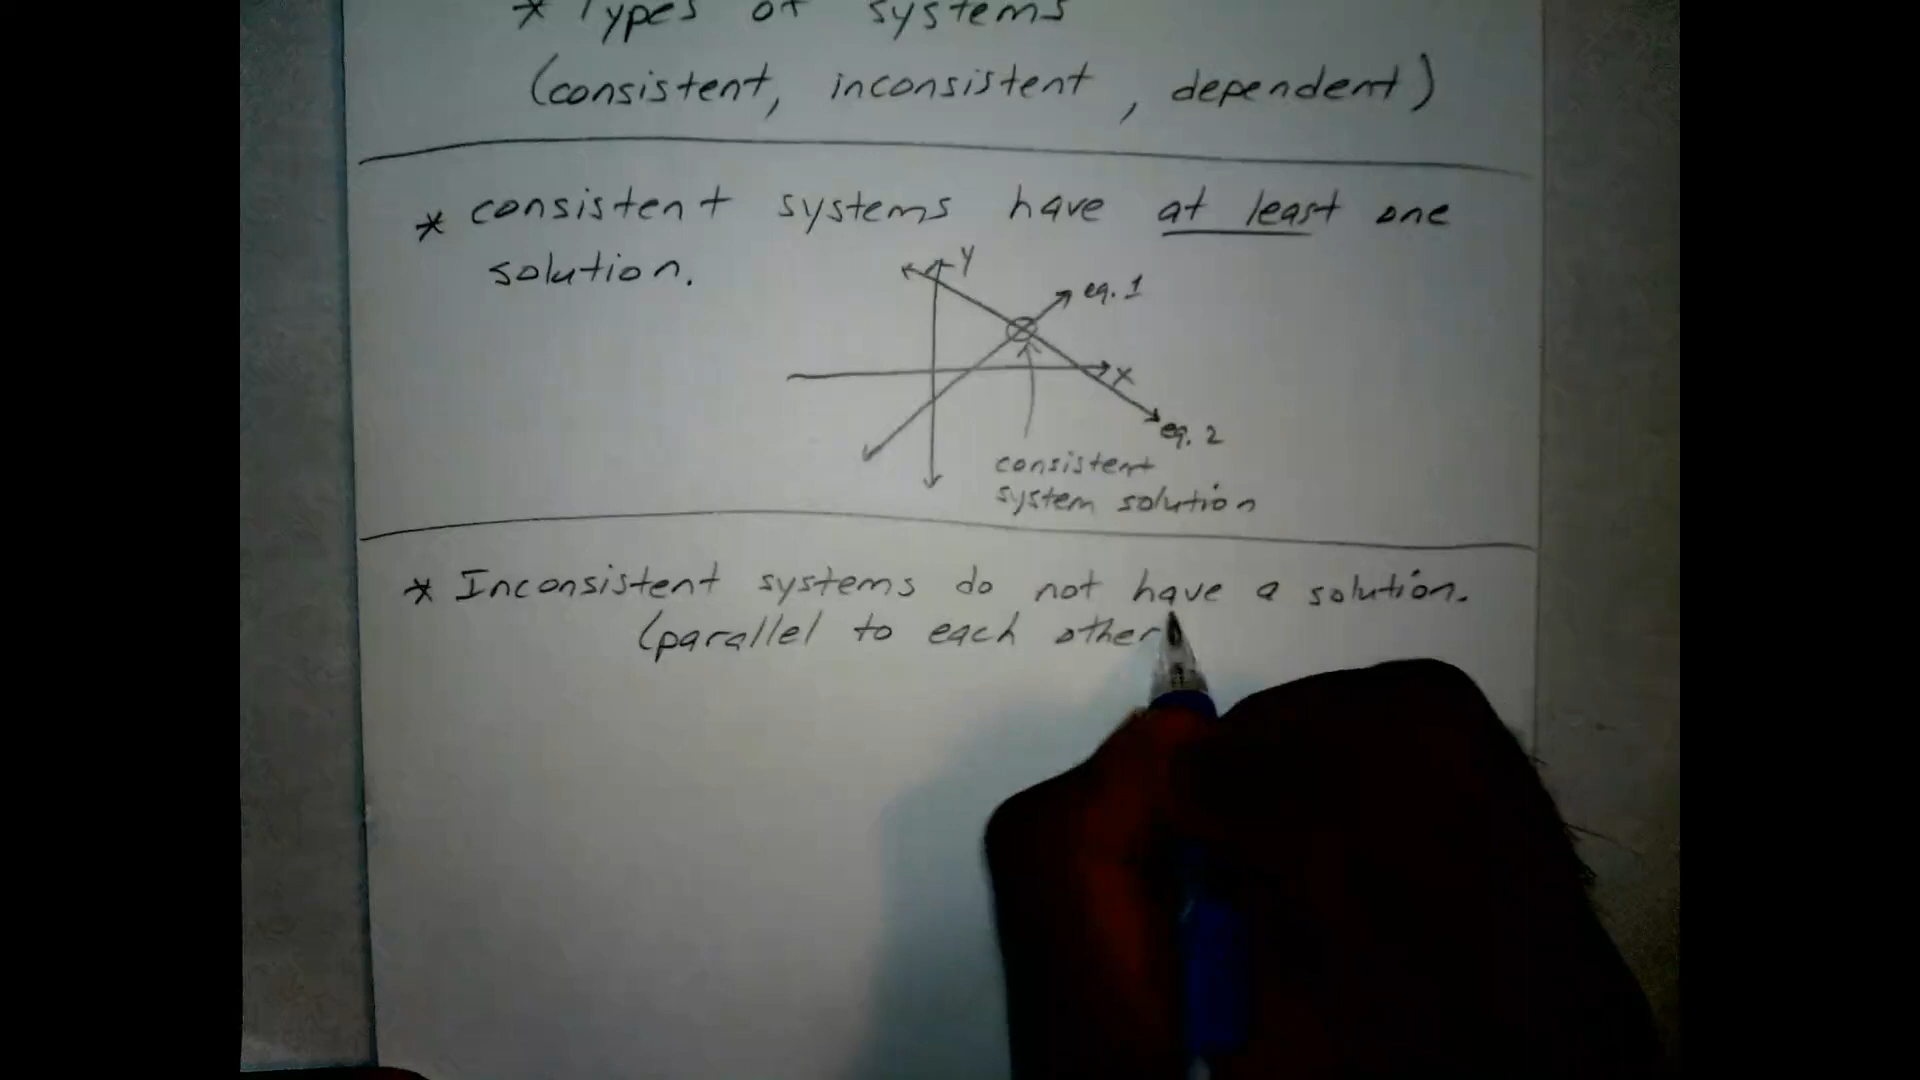 * Types of systems
(consistent, inconsistent, dependent)
* consistent systems have at least one
solution.
y
eq. 1
x
eq. 2
consistent
system solution
* Inconsistent systems do not have a solution.
(parallel to each other